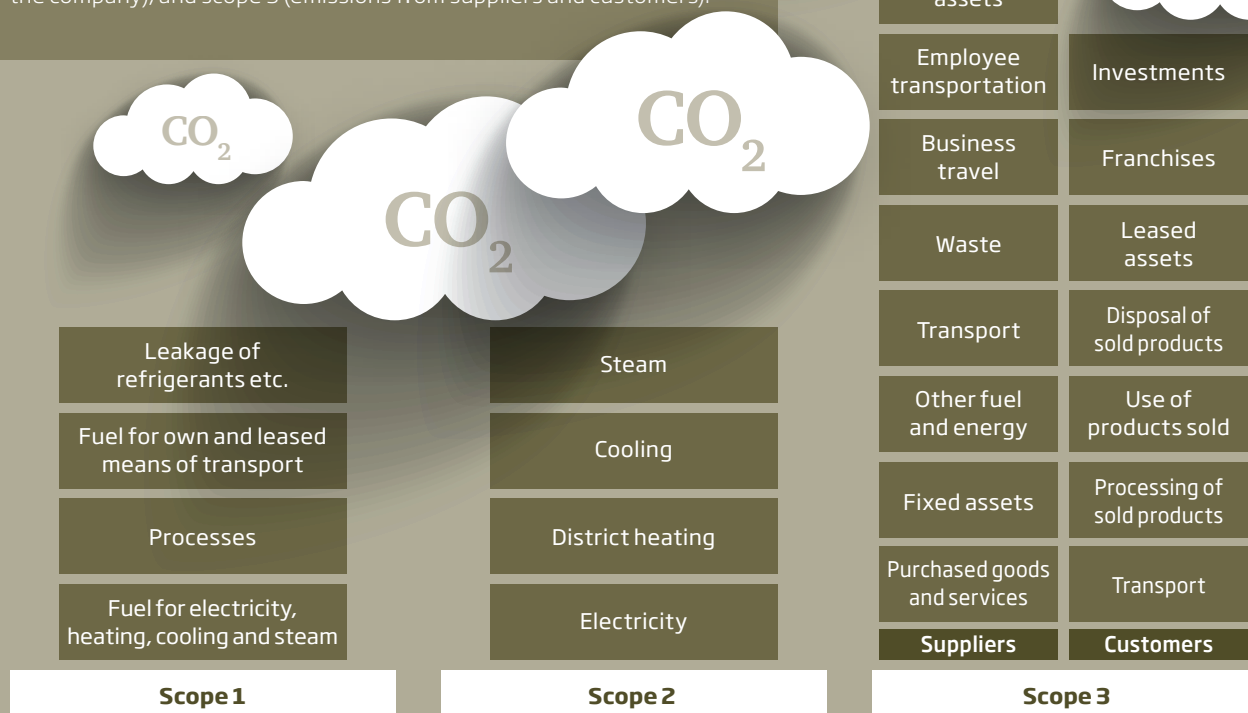 the company), and scope 3 (emissions from suppliers and customers).
CO2
CO2
CO2
Leakage of
refrigerants etc.
Fuel for own and leased
means of transport
Processes
Fuel for electricity,
heating, cooling and steam
Scope 1
Steam
Cooling
District heating
Electricity
Scope 2
assets
Employee
transportation
Business
travel
Waste
Transport
Other fuel
and energy
Fixed assets
Purchased goods
and services
Suppliers
Investments
Franchises
Leased
assets
Disposal of
sold products
Use of
products sold
Processing of
sold products
Transport
Customers
Scope 3